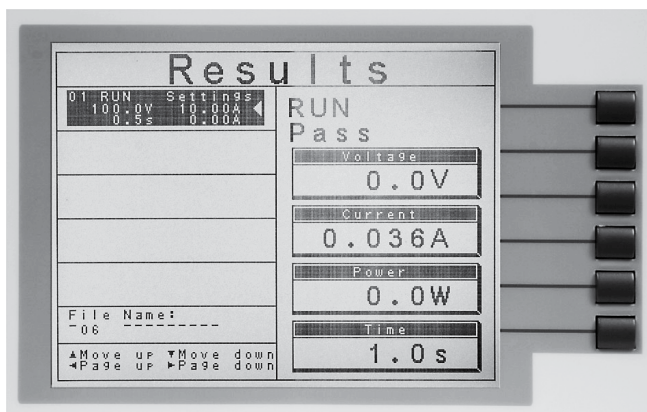 Results
01 RUN Settings
100.0V 10.00A
0.5s 0.00A
File Name:
-06 ---------
▲Move up ▼Move down
◄Page up ►Page down
RUN
Pass
Voltage
0.0V
Current
0.036A
Power
0.0W
Time
1.0s